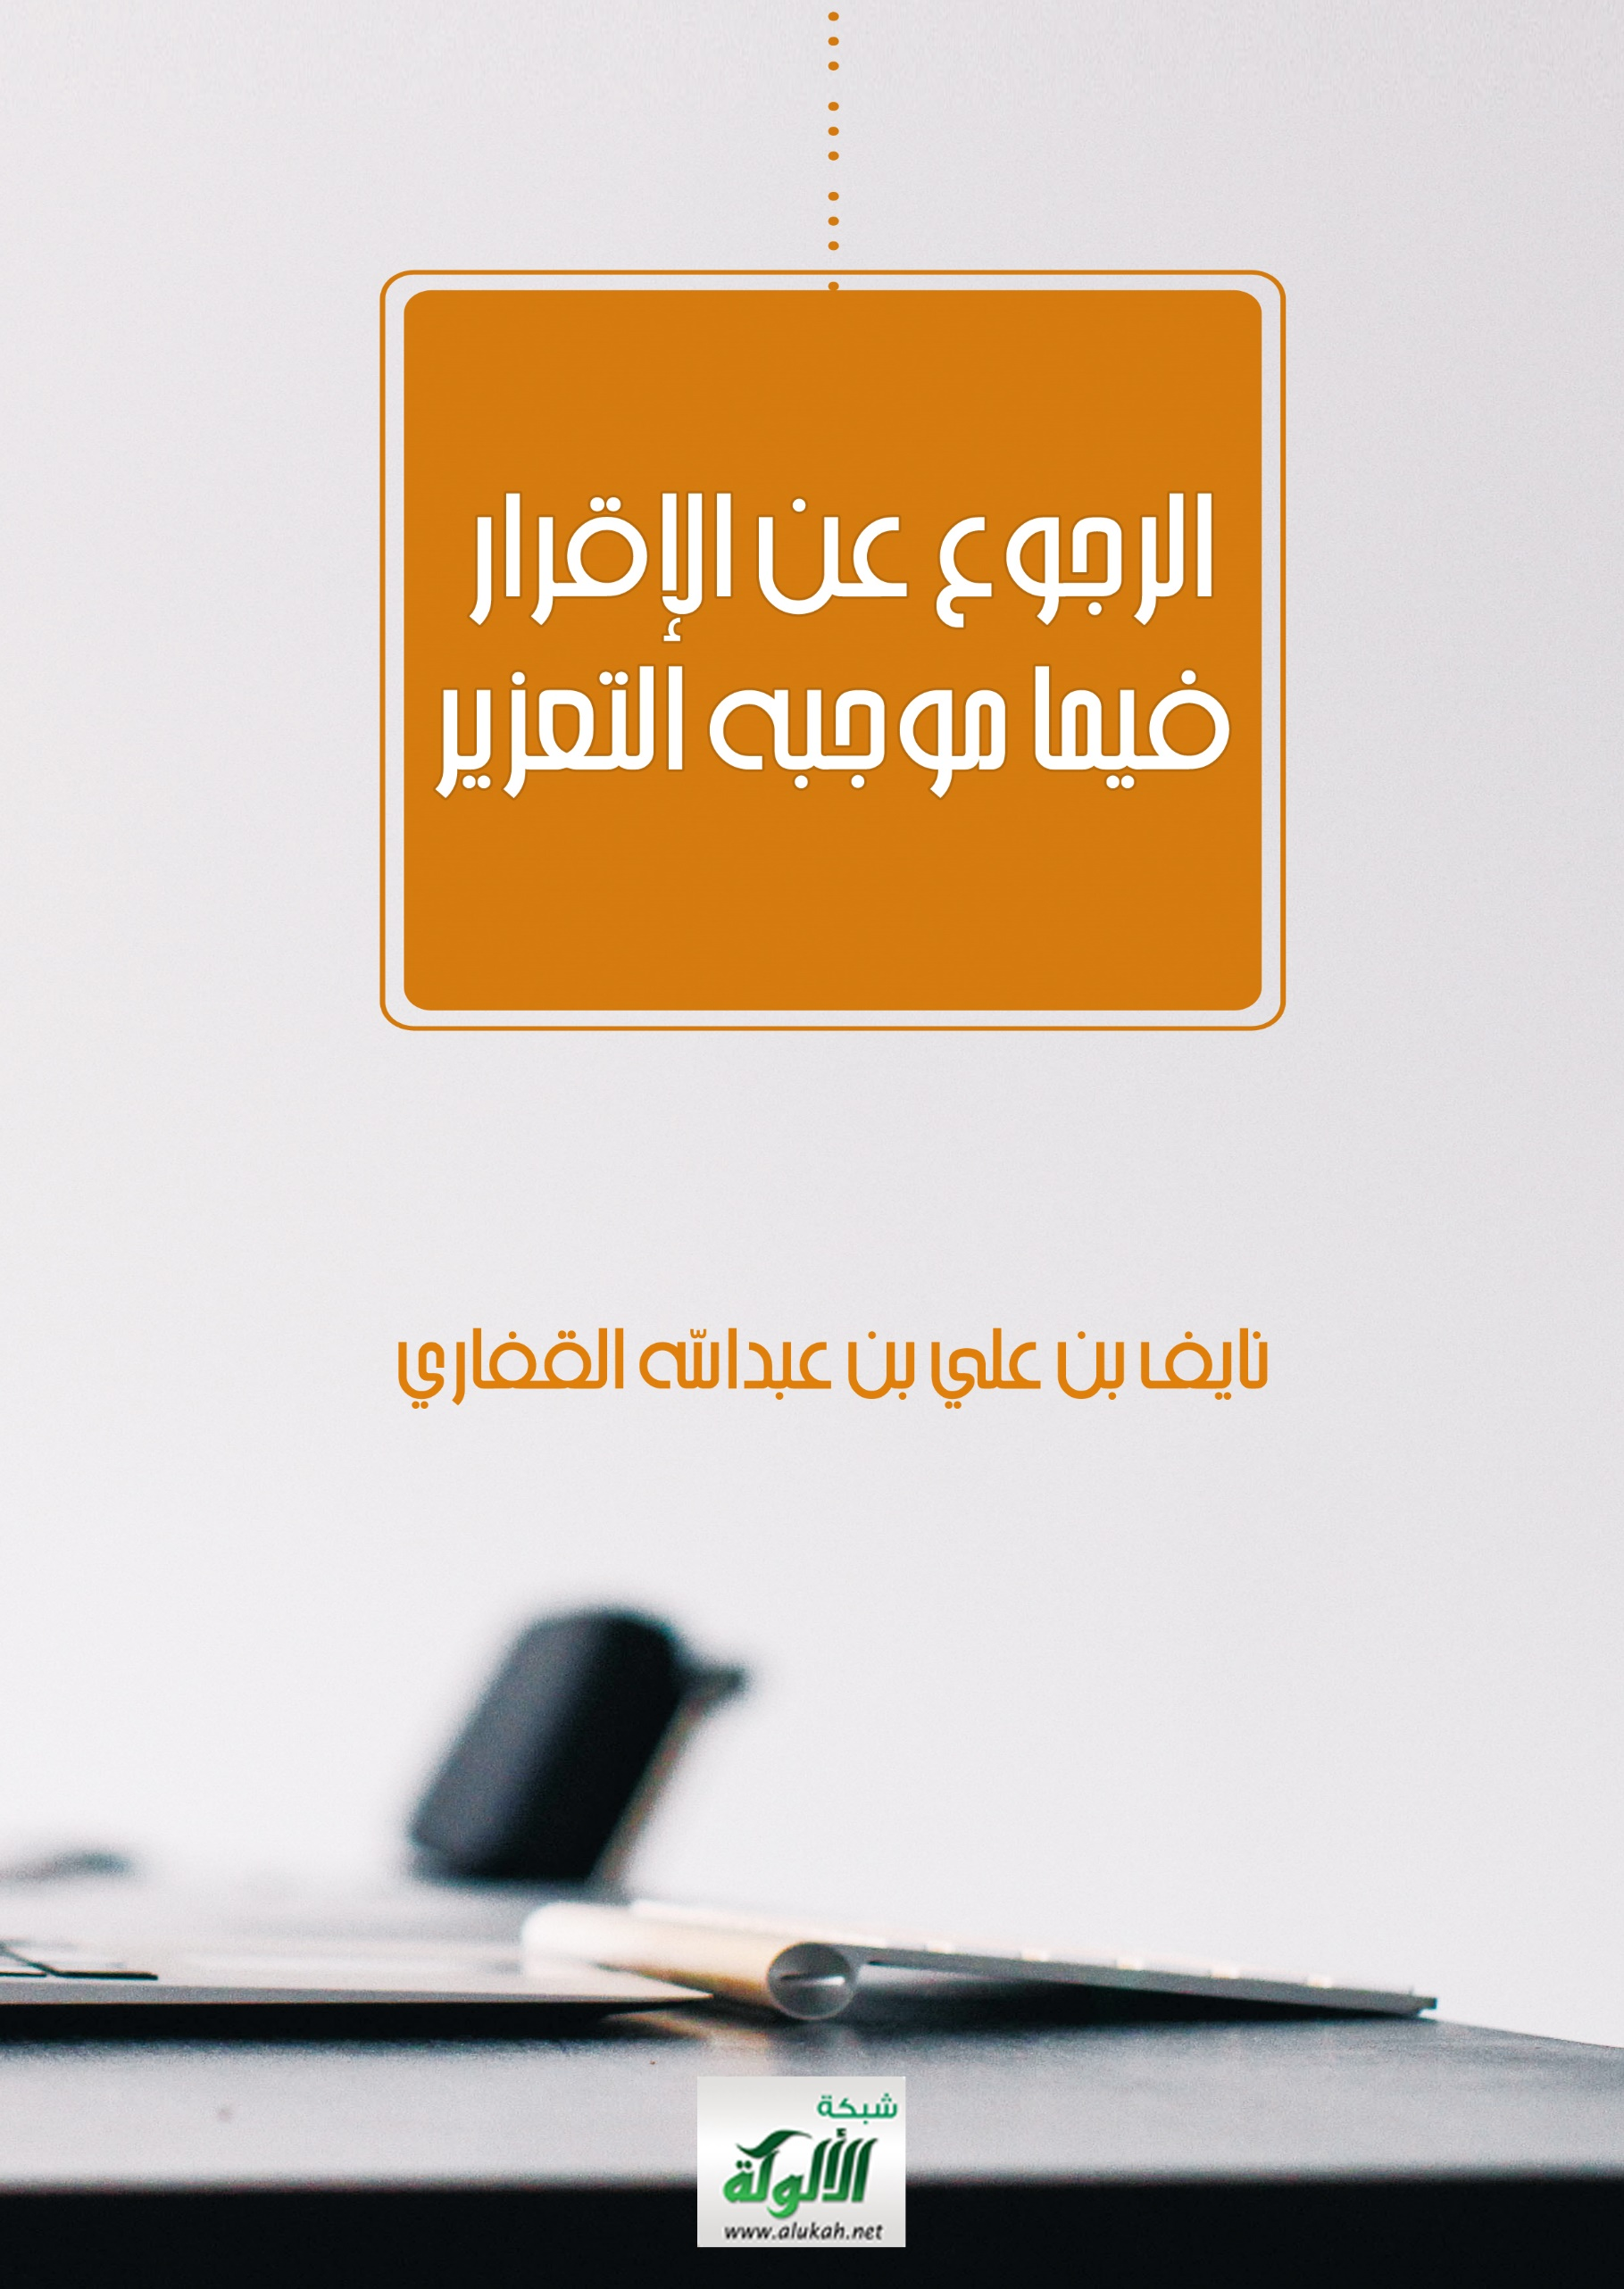 الرجوع عن الإقرار
فيما موجبه التعزير
نايف بن علي بن عبدالله القفاري
شبكة
الألوكة
www.alukah.net